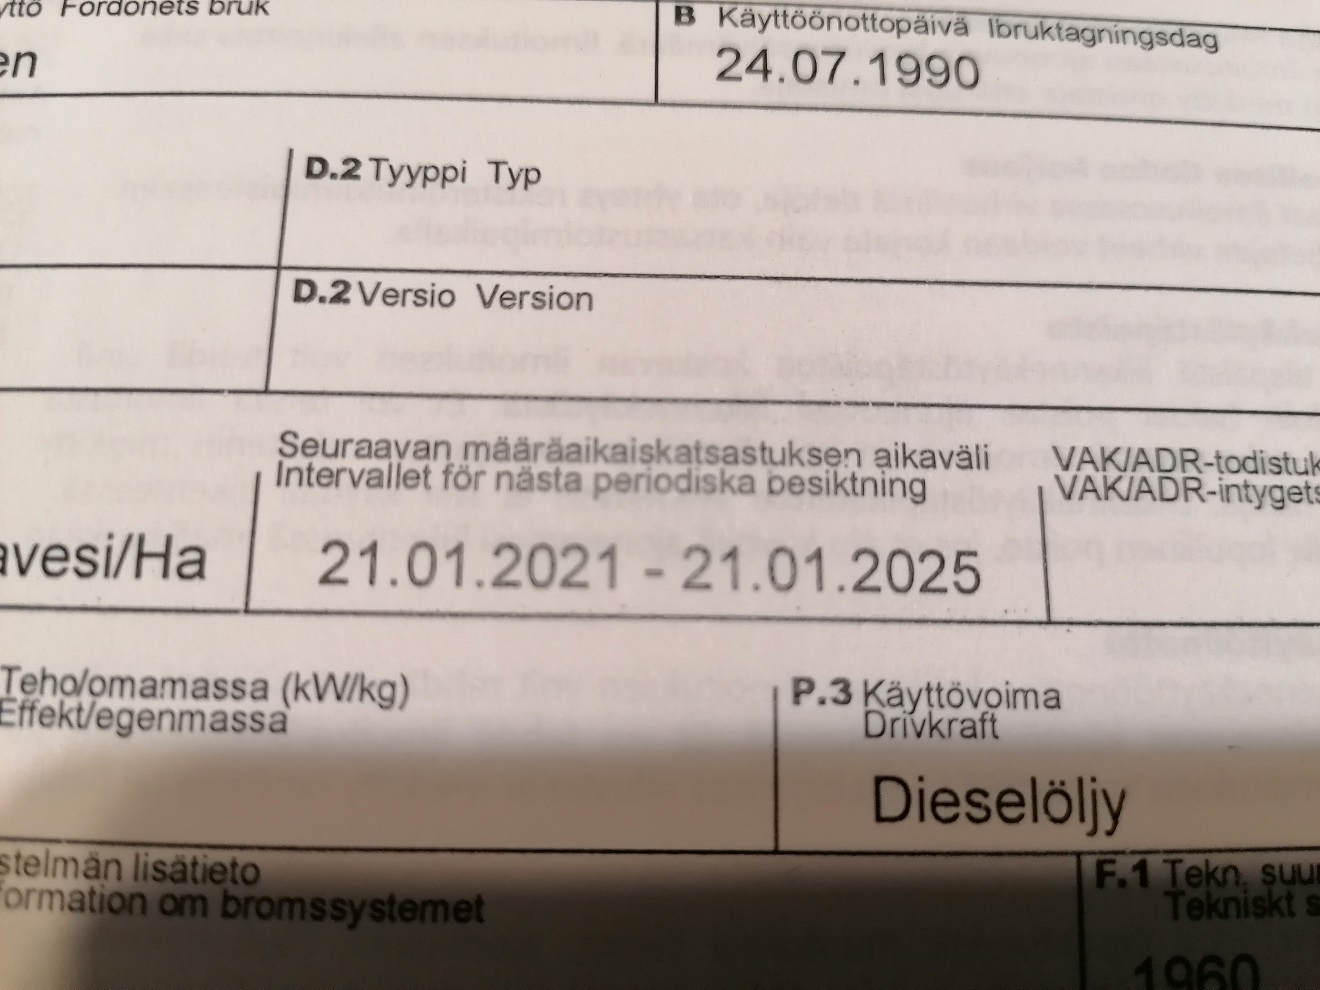 Fordonets bruk
B Käyttöönottopäivä Ibruktagningsdag
en
24.07.1990
D.2 Tyyppi Typ
D.2 Versio Version
Seuraavan määräaikaiskatsastuksen aikaväli
Intervallet för nästa periodiska besiktning
VAK/ADR-todistuk
VAK/ADR-intygets
avesi/Ha
21.01.2021 - 21.01.2025
Teho/omamassa (kW/kg)
Effekt/egenmassa
P.3 Käyttövoima
Drivkraft
Dieselöljy
stelmän lisätieto
formation om bromssystemet
F.1 Tekn. suu
Tekniskt s
1960